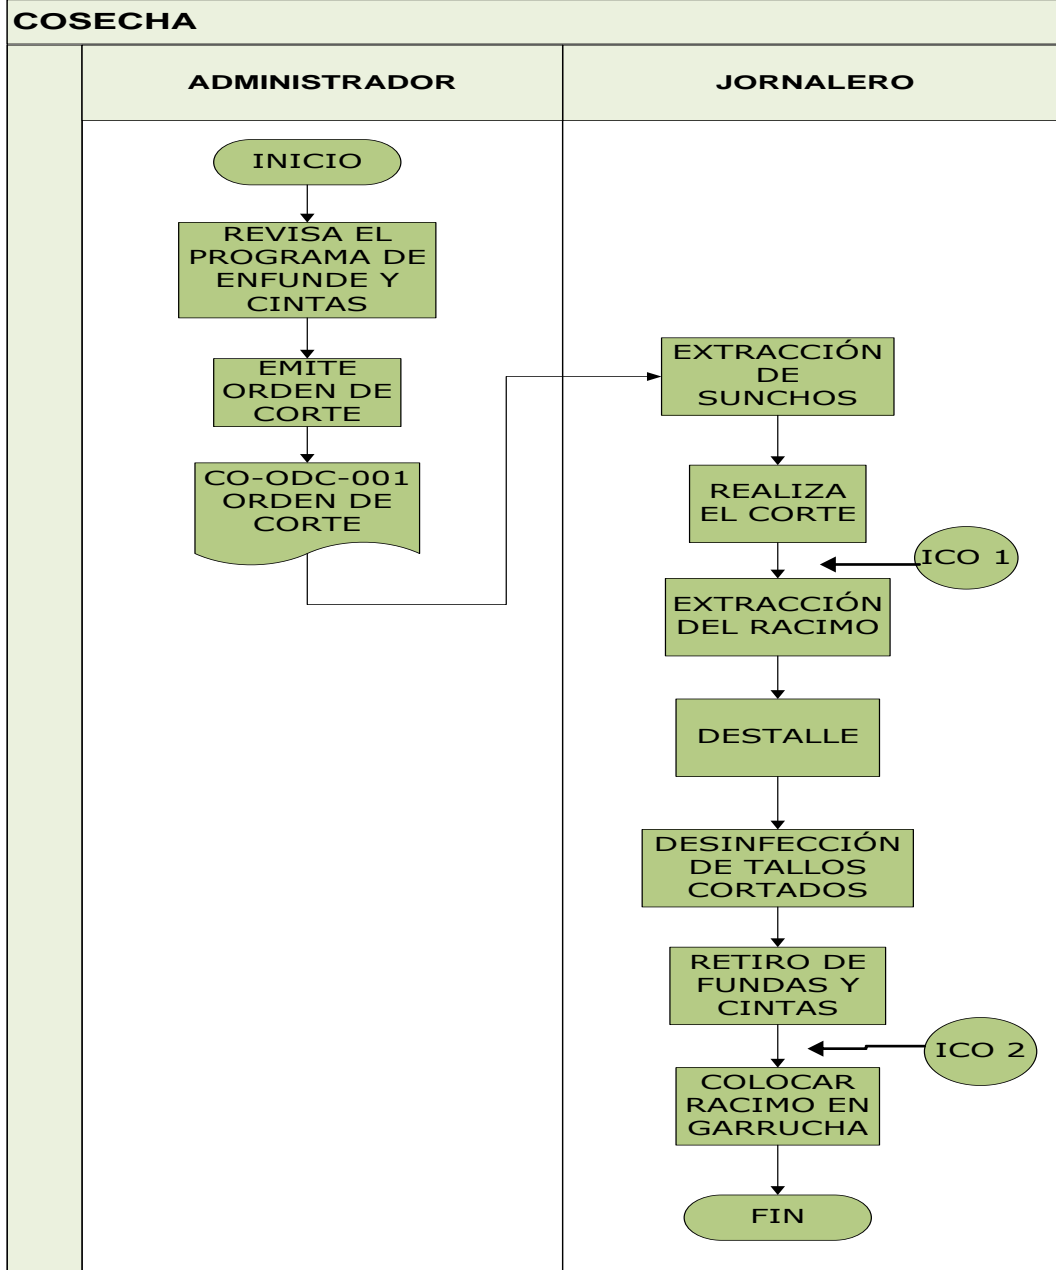 COSECHA
ADMINISTRADOR
JORNALERO
INICIO
REVISA EL
PROGRAMA DE
ENFUNDE Y
CINTAS
EMITE
ORDEN DE
CORTE
CO-ODC-001
ORDEN DE
CORTE
EXTRACCIÓN
DE
SUNCHOS
REALIZA
EL CORTE
ICO 1
EXTRACCIÓN
DEL RACIMO
DESTALLE
DESINFECCIÓN
DE TALLOS
CORTADOS
RETIRO DE
FUNDAS Y
CINTAS
ICO 2
COLOCAR
RACIMO EN
GARRUCHA
FIN